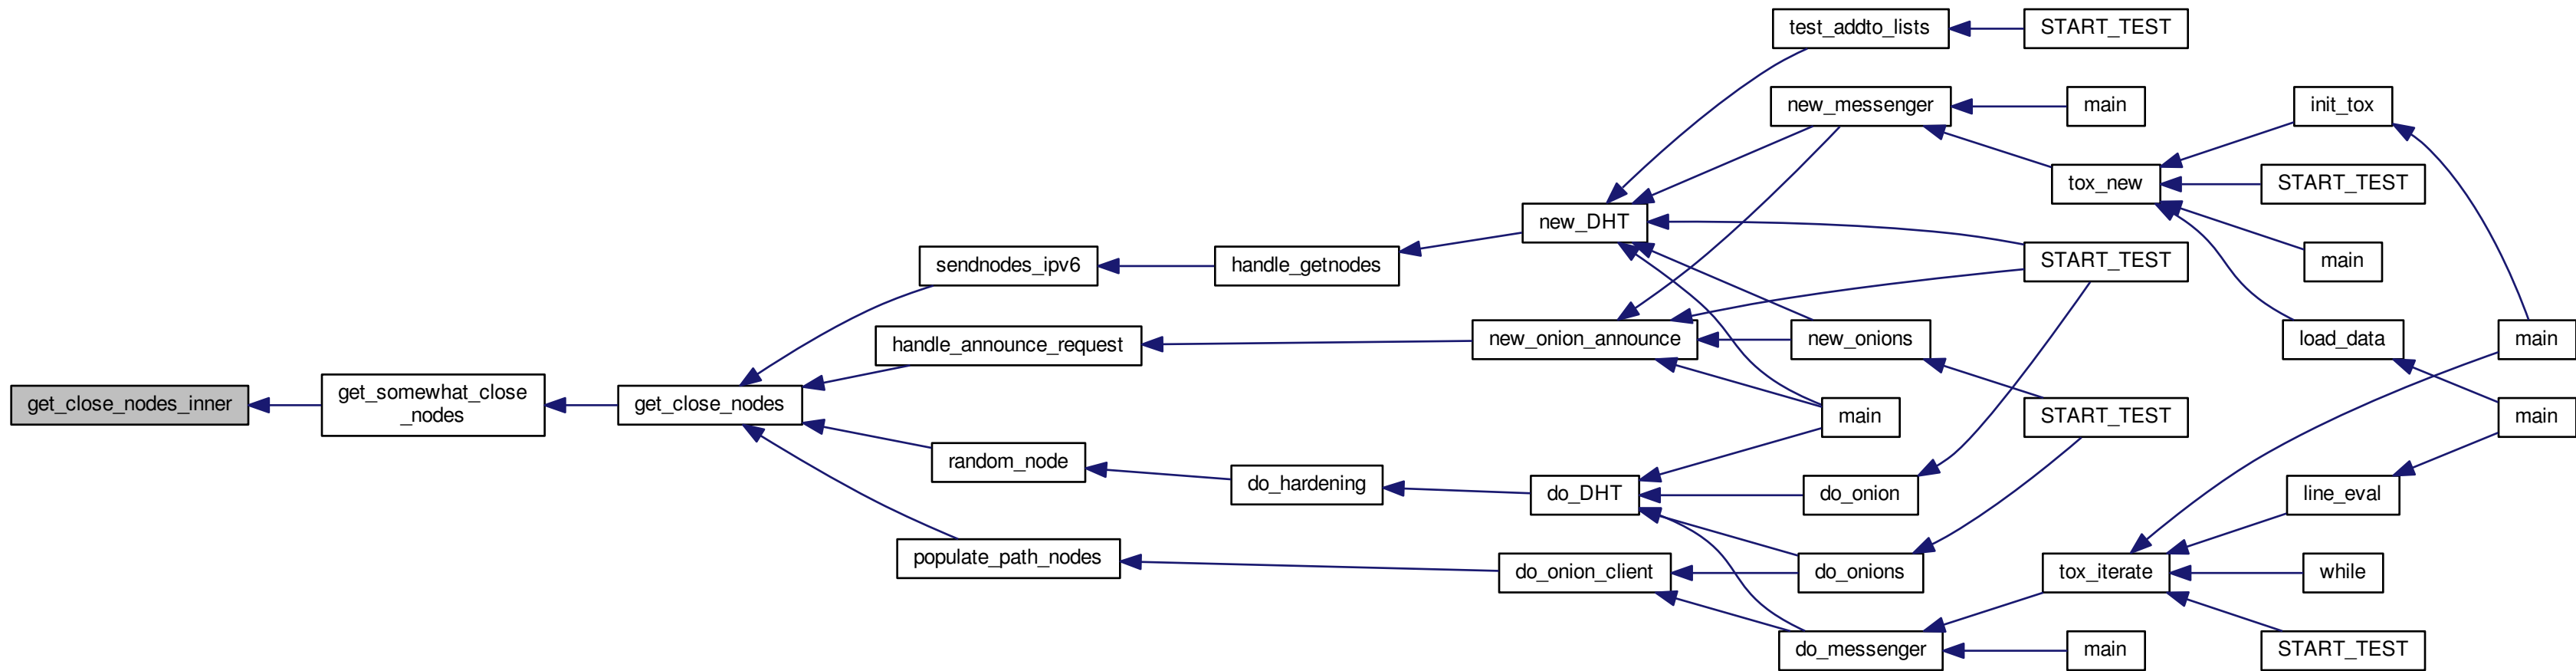 get_close_nodes_inner
get_somewhat_close
_nodes
get_close_nodes
sendnodes_ipv6
handle_announce_request
random_node
populate_path_nodes
handle_getnodes
do_hardening
new_DHT
new_onion_announce
do_DHT
do_onion_client
test_addto_lists
new_messenger
new_onions
main
do_onion
do_onions
do_messenger
START_TEST
main
tox_new
START_TEST
START_TEST
tox_iterate
main
init_tox
START_TEST
main
load_data
line_eval
while
START_TEST
main
main